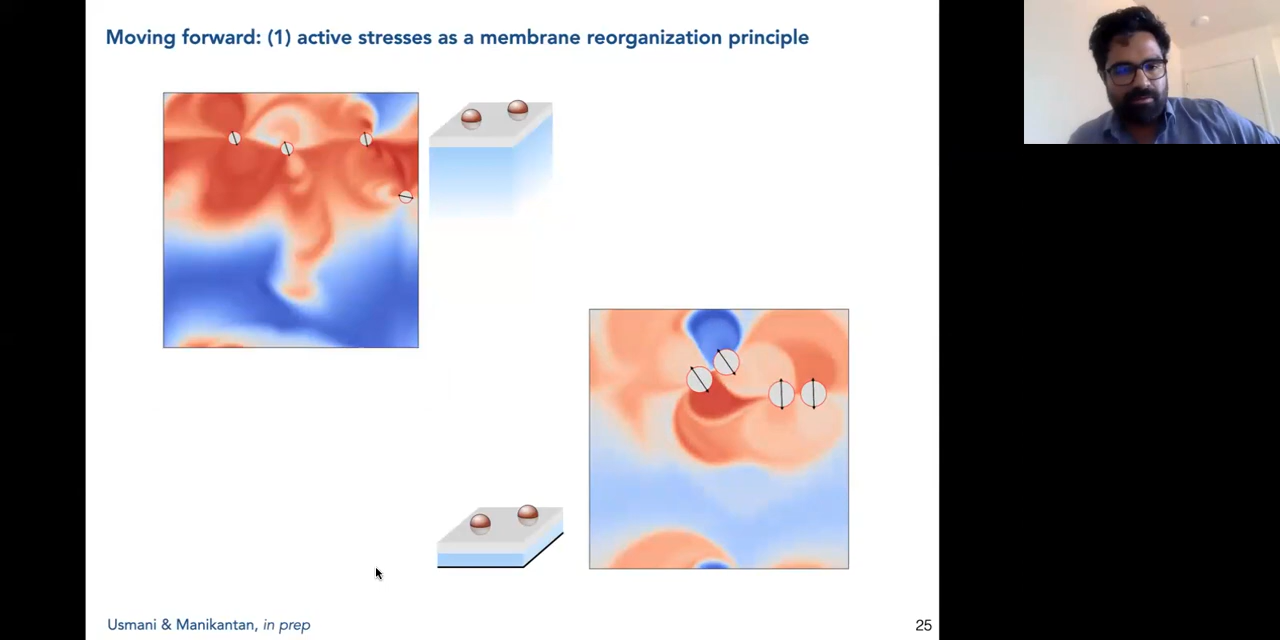 Moving forward: (1) active stresses as a membrane reorganization principle
Usmani & Manikantan, in prep
25